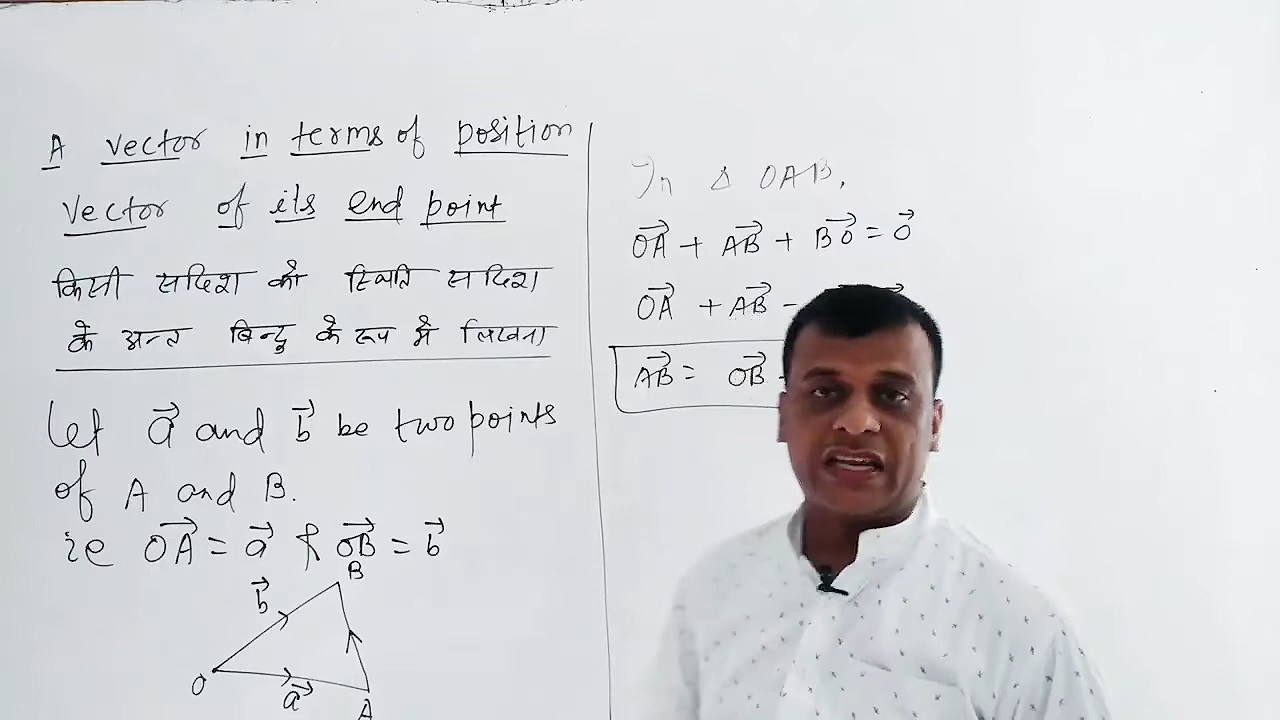 A vector in terms of position
vector of its end point
किसी सदिश को स्थिति सदिश
के अन्त बिन्दु के रूप में लिखना
Let a⃗ and b⃗ be two points
of A and B.
ie OA⃗ = a⃗ & OB⃗ = b⃗
B
b⃗
O
a⃗
A
In Δ OAB,
OA⃗ + AB⃗ + BO⃗ = 0⃗
OA⃗ + AB⃗ -
AB⃗ = OB⃗ -